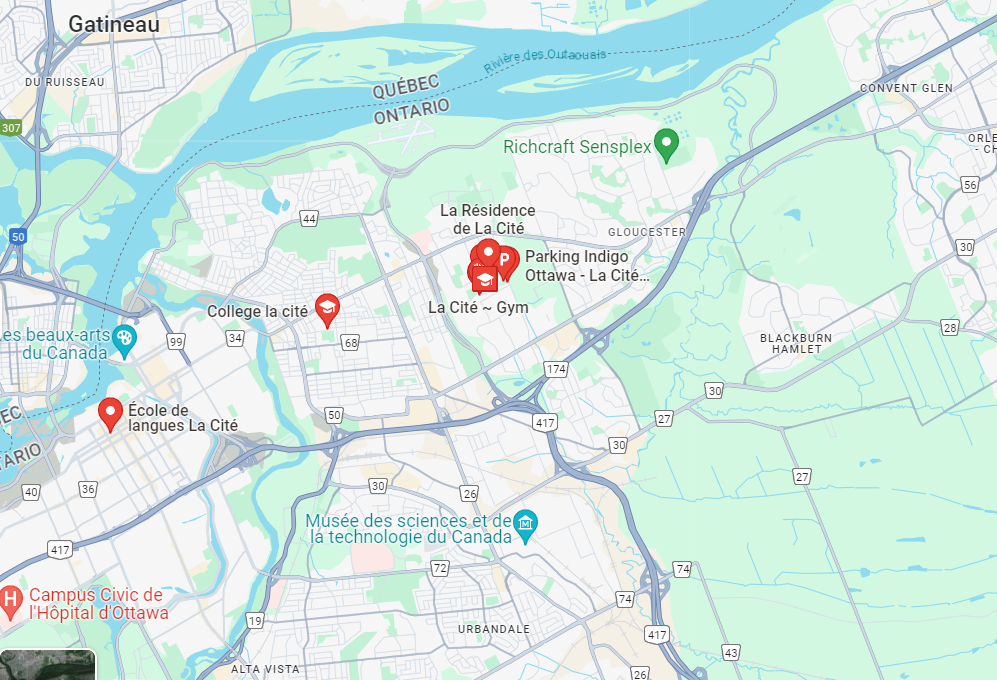 Gatineau
Rivière des Outaouais
DU RUISSEAU
QUÉBEC
CONVENT GLEN
ONTARIO
307
Richcraft Sensplex
56
La Résidence
de La Cité
44
50
GLOUCESTER
30
P
Parking Indigo
Ottawa - La Cité...
La Cité ~ Gym
College la cité
28
es beaux-arts
du Canada
99
34
68
BLACKBURN
HAMLET
174
30
École de
langues La Cité
50
27
417
30
40
36
30
26
27
Musée des sciences et de
la technologie du Canada
417
72
74
H
Campus Civic de
l'Hôpital d'Ottawa
74
19
URBANDALE
417
43
ALTA VISTA
26